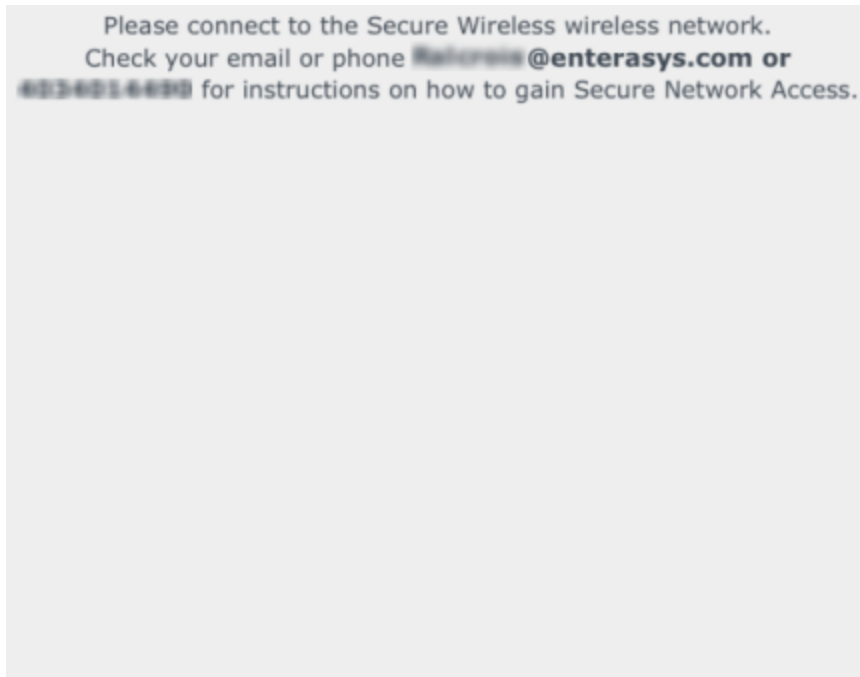 Please connect to the Secure Wireless wireless network.
Check your email or phone @enterasys.com or
for instructions on how to gain Secure Network Access.